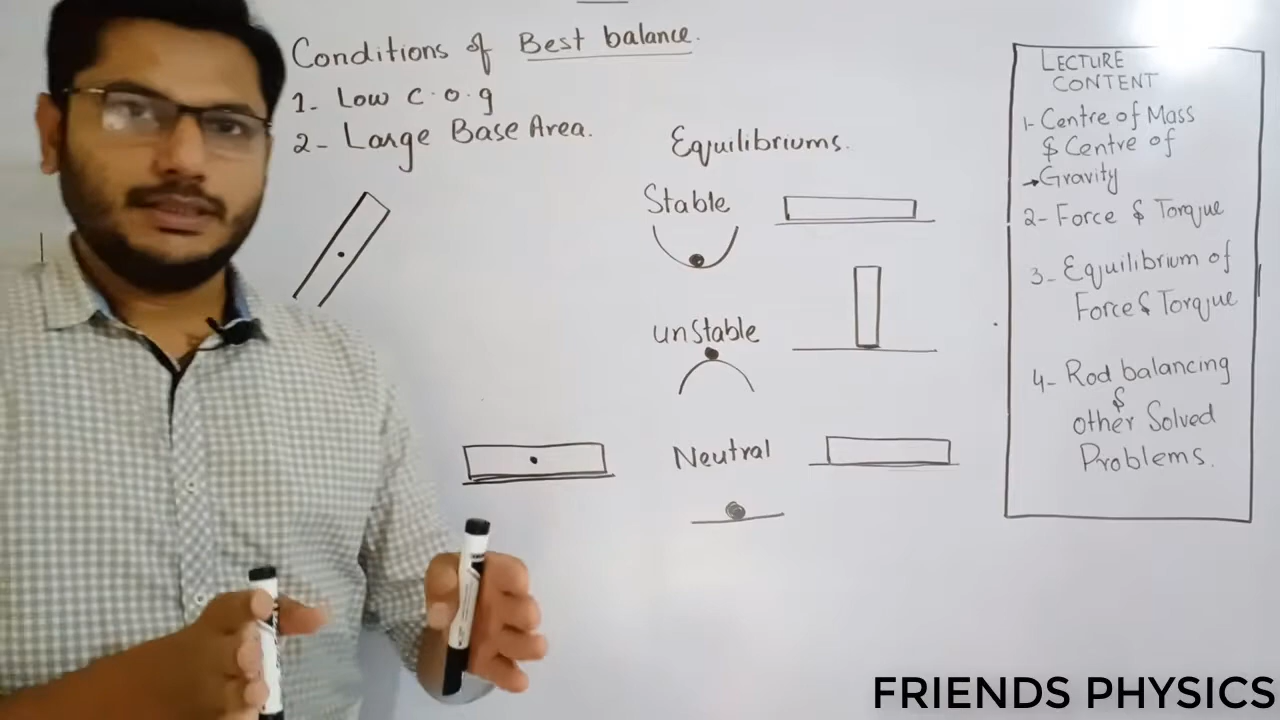 Conditions of Best balance.
1- Low c.o.g
2- Large Base Area.
Equilibriums.
Stable
unstable
Neutral
LECTURE
CONTENT
1- Centre of Mass
& Centre of
→ Gravity
2- Force & Torque
3- Equilibrium of
Force & Torque
4- Rod balancing
&
other Solved
Problems.
FRIENDS PHYSICS